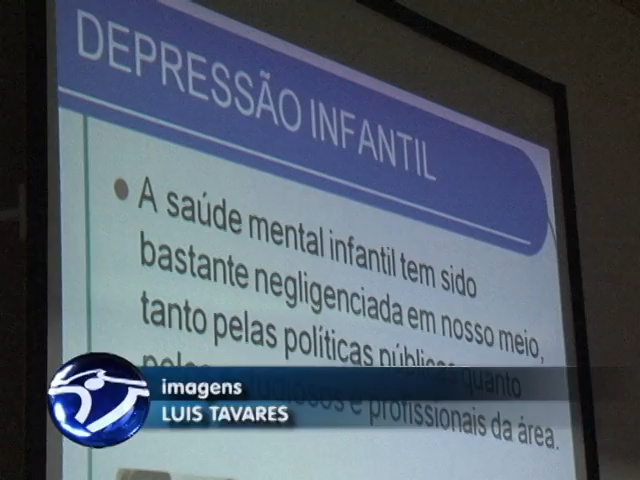 DEPRESSÃO INFANTIL
• A saúde mental infantil tem sido
bastante negligenciada em nosso meio,
tanto pelas políticas públicas quanto
e profissionais da área.
imagens
LUIS TAVARES